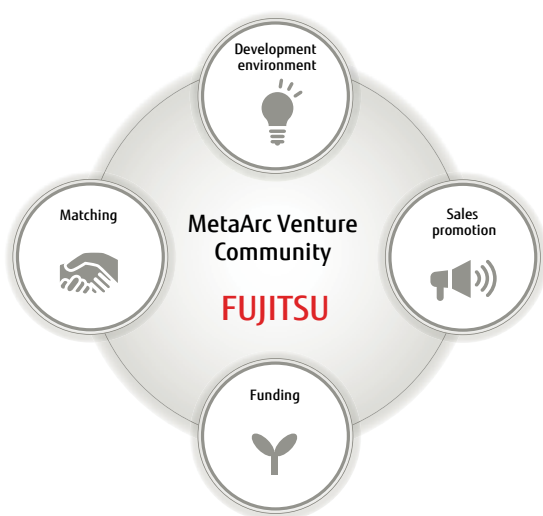 Development
environment
Matching
MetaArc Venture
Community
FUJITSU
Sales
promotion
Funding